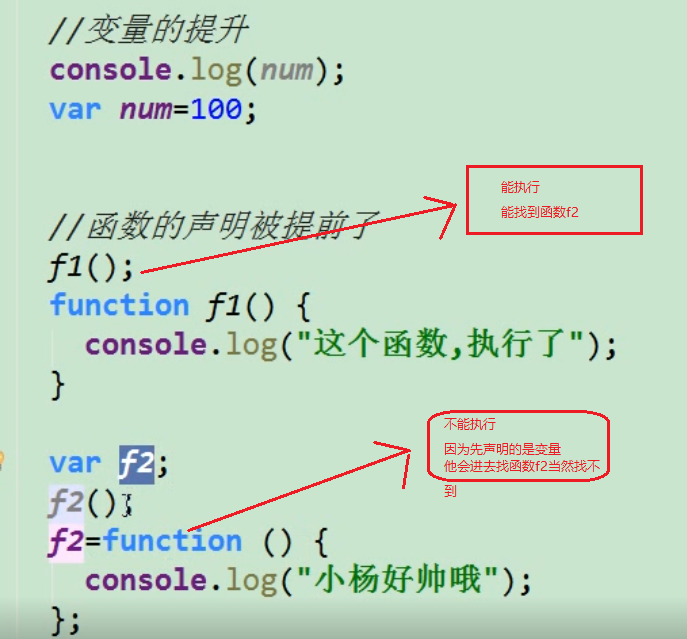 //变量的提升
console.log(num);
var num=100;
//函数的声明被提前了
f1();
function f1() {
console.log("这个函数,执行了");
}
var f2;
f2();
f2=function () {
console.log("小杨好帅哦");
};
能执行
能找到函数f2
不能执行
因为先声明的是变量
他会进去找函数f2当然找不
到